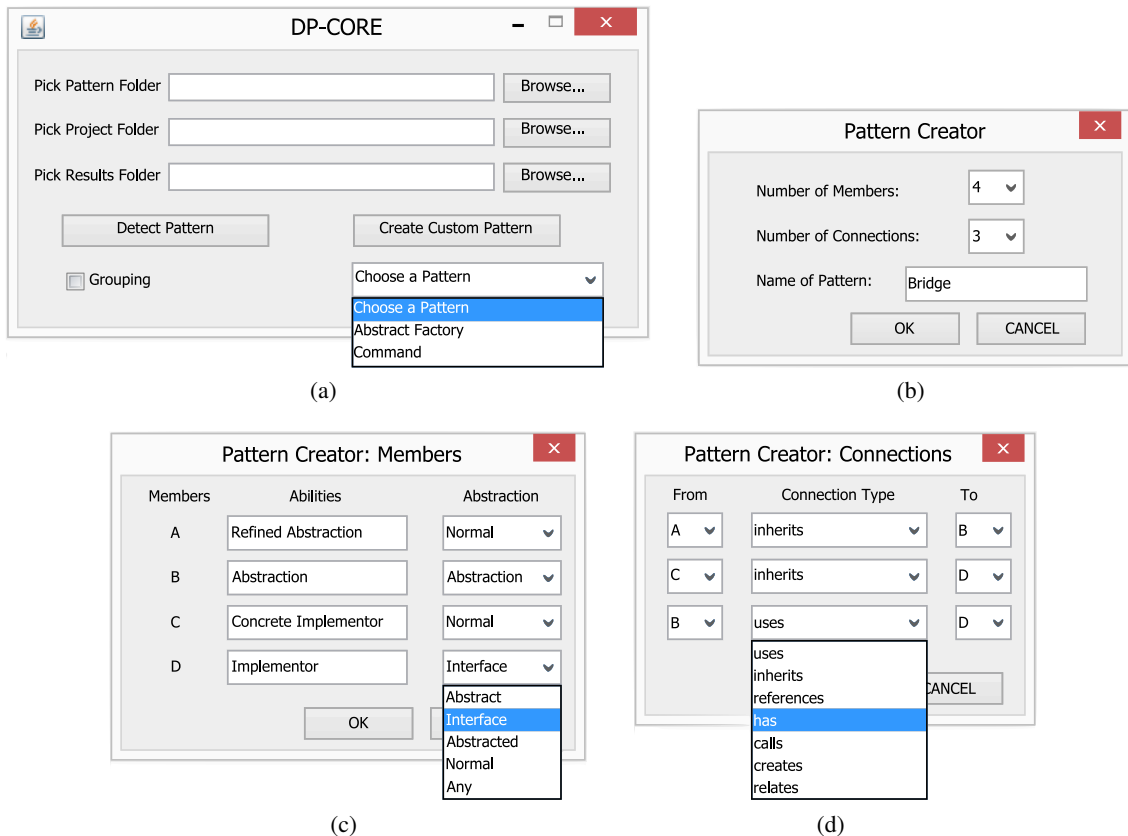 DP-CORE
Pick Pattern Folder
Browse...
Pick Project Folder
Browse...
Pick Results Folder
Browse...
Detect Pattern
Create Custom Pattern
Grouping
Choose a Pattern
Choose a Pattern
Abstract Factory
Command
(a)
Pattern Creator
Number of Members: 4
Number of Connections: 3
Name of Pattern: Bridge
OK CANCEL
(b)
Pattern Creator: Members
Members Abilities Abstraction
A Refined Abstraction Normal
B Abstraction Abstraction
C Concrete Implementor Normal
D Implementor Interface
Abstract
Interface
Abstracted
Normal
Any
OK
(c)
Pattern Creator: Connections
From Connection Type To
A inherits B
C inherits D
B uses D
uses
inherits
references
has
calls
creates
relates
CANCEL
(d)